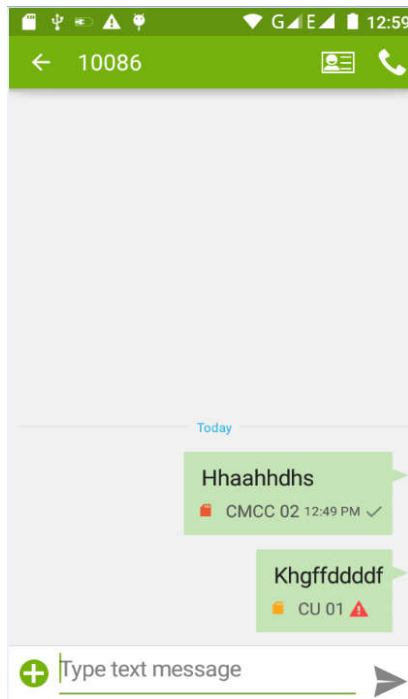 G E 12:59
10086
Today
Hhaahhdhs
CMCC 02 12:49 PM
Khgffddddf
CU 01
Type text message